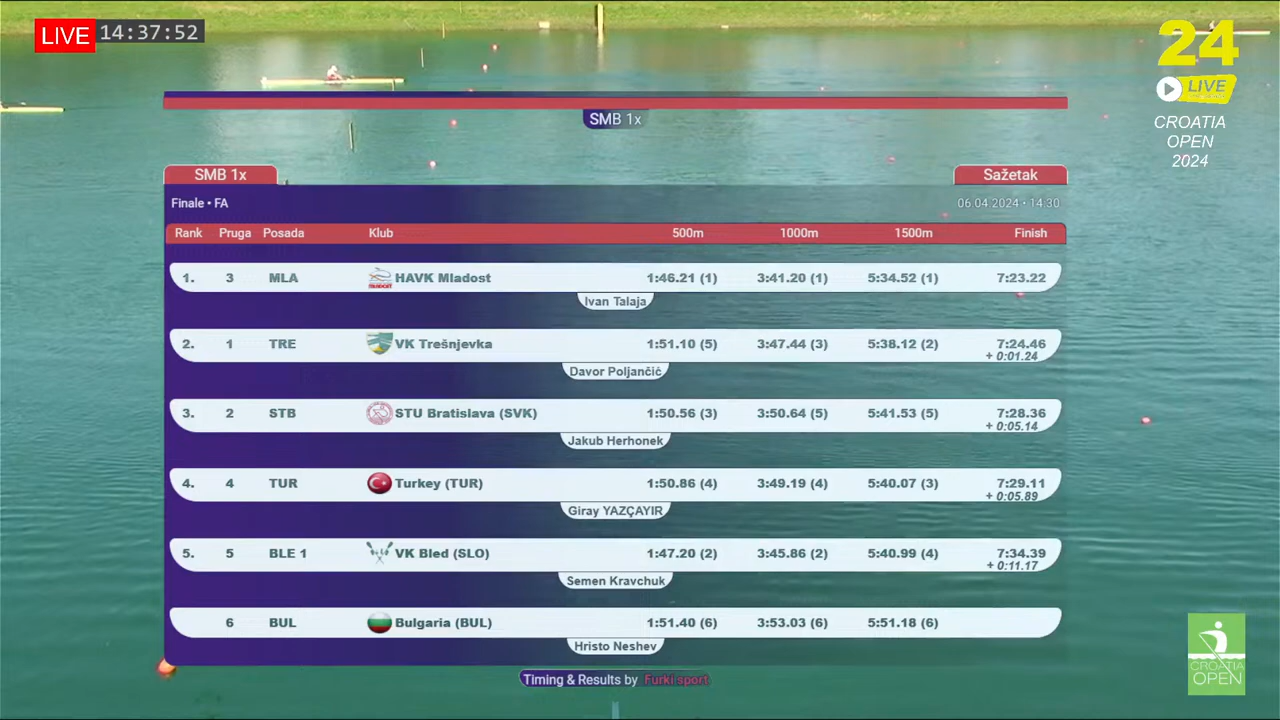 LIVE 14:37:52
24
LIVE
CROATIA
OPEN
2024
SMB 1x
SMB 1x Sažetak
Finale • FA 06 04 2024 • 14:30
Rank Pruga Posada Klub 500m 1000m 1500m Finish
1. 3 MLA HAVK Mladost 1:46.21 (1) 3:41.20 (1) 5:34.52 (1) 7:23.22
Ivan Talaja
2. 1 TRE VK Trešnjevka 1:51.10 (5) 3:47.44 (3) 5:38.12 (2) 7:24.46
+ 0:01.24
Davor Poljančić
3. 2 STB STU Bratislava (SVK) 1:50.56 (3) 3:50.64 (5) 5:41.53 (5) 7:28.36
+ 0:05.14
Jakub Herhonek
4. 4 TUR Turkey (TUR) 1:50.86 (4) 3:49.19 (4) 5:40.07 (3) 7:29.11
+ 0:05.89
Giray YAZÇAYIR
5. 5 BLE 1 VK Bled (SLO) 1:47.20 (2) 3:45.86 (2) 5:40.99 (4) 7:34.39
+ 0:11.17
Semen Kravchuk
6 BUL Bulgaria (BUL) 1:51.40 (6) 3:53.03 (6) 5:51.18 (6)
Hristo Neshev
Timing & Results by Furki sport
CROATIA
OPEN